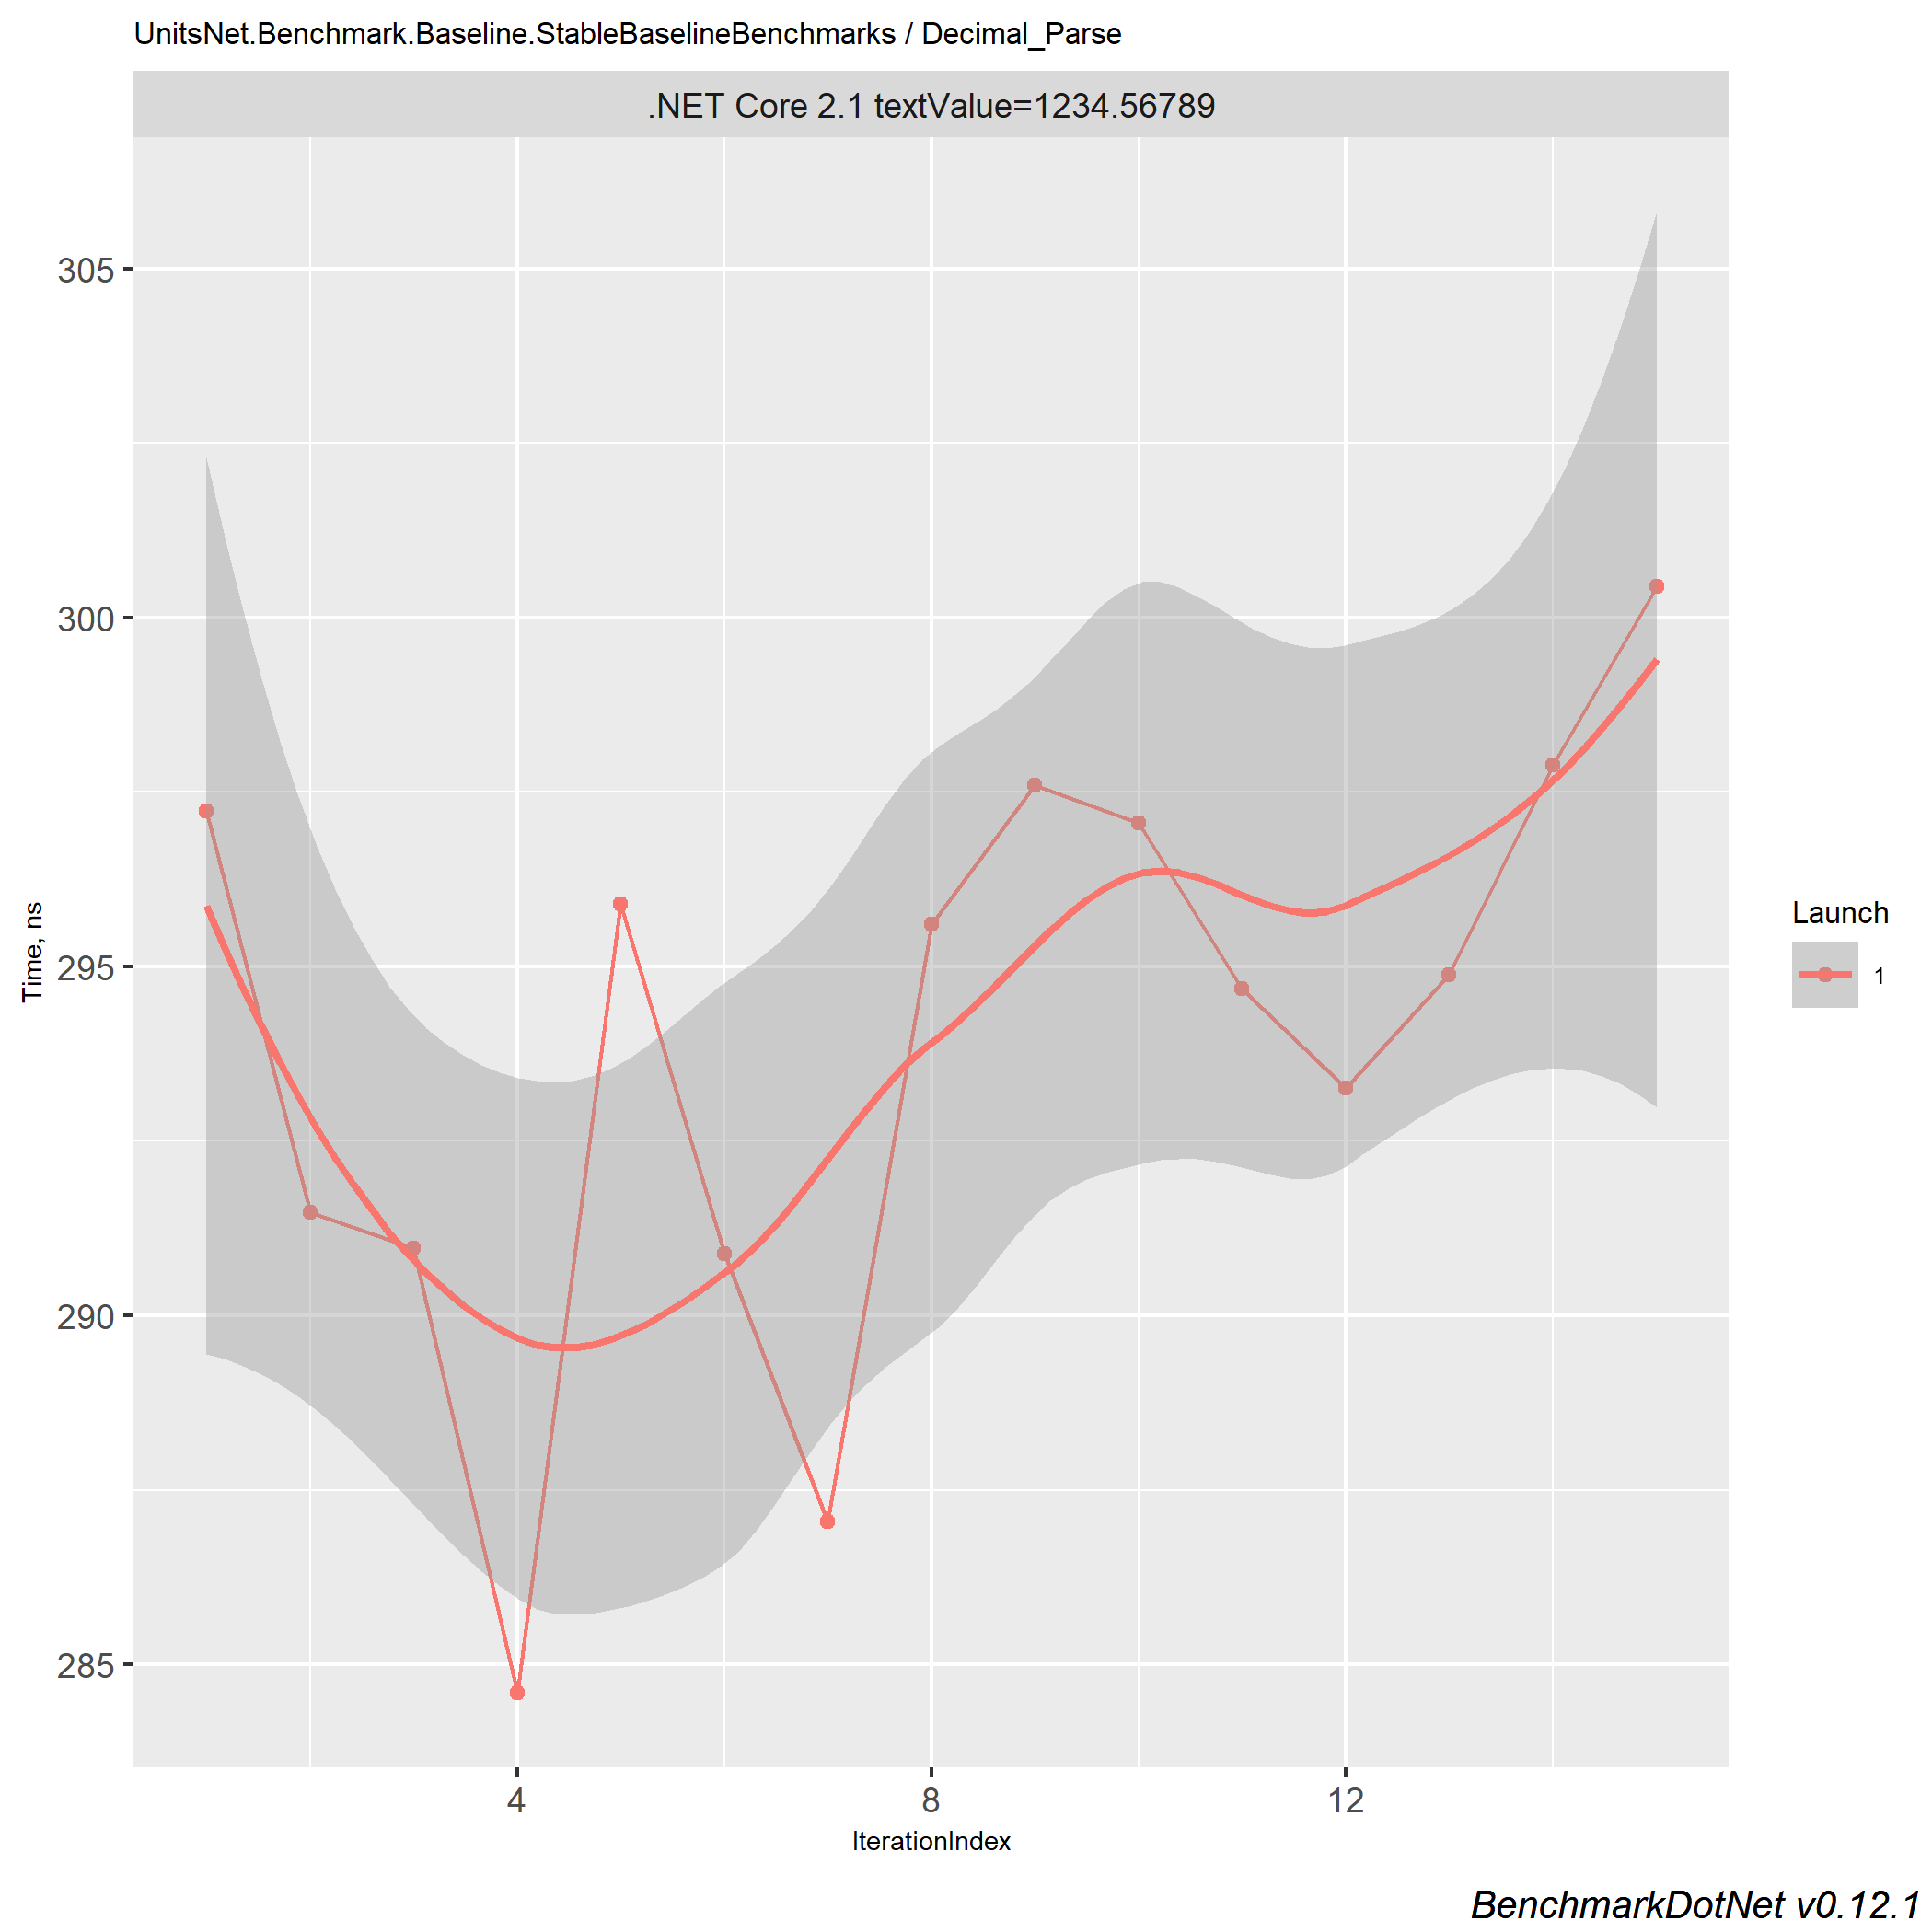 UnitsNet.Benchmark.Baseline.StableBaselineBenchmarks / Decimal_Parse
.NET Core 2.1 textValue=1234.56789
305
300
295
290
285
Time, ns
4 8 12
IterationIndex
Launch
1
BenchmarkDotNet v0.12.1